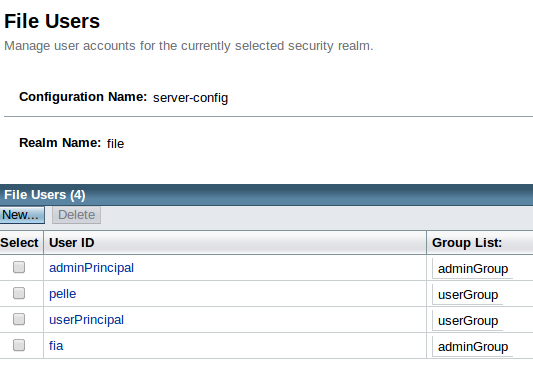 File Users
Manage user accounts for the currently selected security realm.
Configuration Name: server-config
Realm Name: file
File Users (4)
New... Delete
Select User ID Group List:
adminPrincipal adminGroup
pelle userGroup
userPrincipal userGroup
fia adminGroup